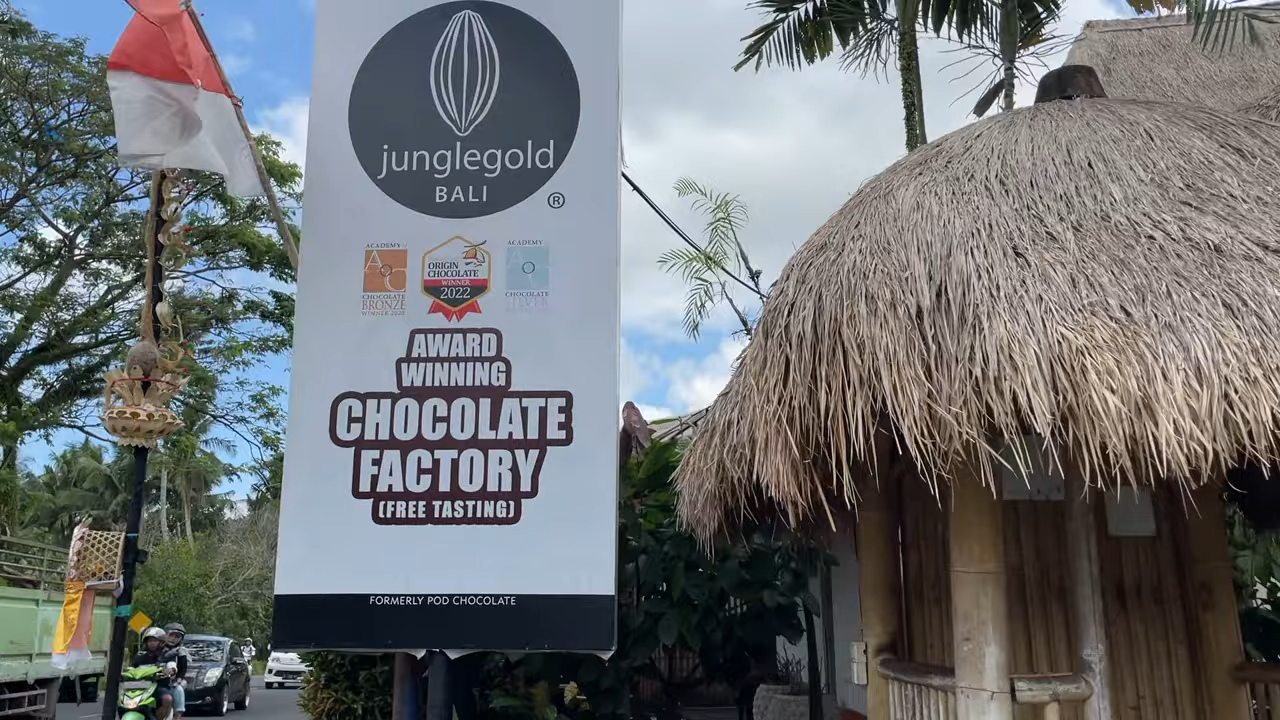 junglegold
BALI
®
ACADEMY
AOC
CHOCOLATE
BRONZE
ORIGIN
CHOCOLATE
WINNER
2022
ACADEMY
CHOCOLATE
AWARD
WINNING
CHOCOLATE
FACTORY
(FREE TASTING)
FORMERLY POD CHOCOLATE